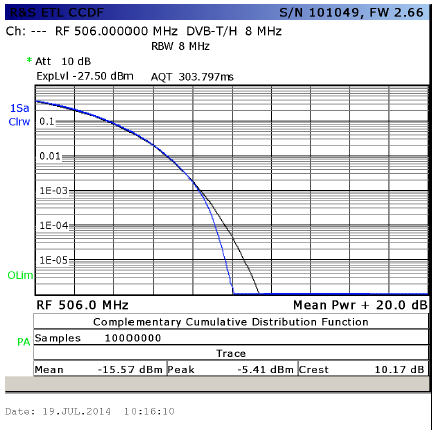 R&S ETL CCDF S/N 101049, FW 2.66
Ch: --- RF 506.000000 MHz DVB-T/H 8 MHz
RBW 8 MHz
* Att 10 dB
ExpLvl -27.50 dBm AQT 303.797ms
1Sa
Clrw
0.1
0.01
1E-03
1E-04
1E-05
OLim
RF 506.0 MHz Mean Pwr + 20.0 dB
Complementary Cumulative Distribution Function
PA
Samples 10000000
Trace
Mean -15.57 dBm Peak -5.41 dBm Crest 10.17 dB
Date: 19.JUL.2014 10:16:10